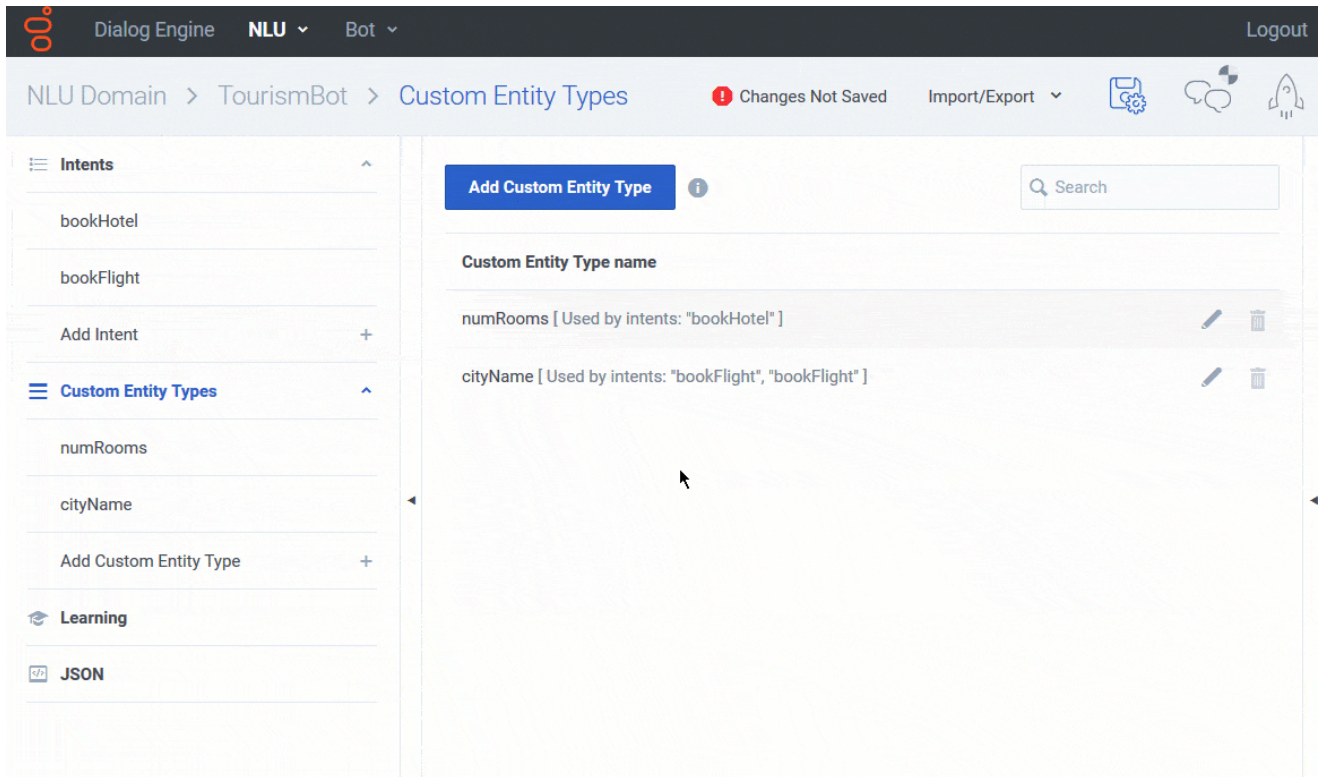 Dialog Engine NLU Bot Logout
NLU Domain > TourismBot > Custom Entity Types Changes Not Saved Import/Export
Intents
bookHotel
bookFlight
Add Intent +
Custom Entity Types
numRooms
cityName
Add Custom Entity Type +
Learning
JSON
Add Custom Entity Type Search
Custom Entity Type name
numRooms [ Used by intents: "bookHotel" ]
cityName [ Used by intents: "bookFlight", "bookFlight" ]